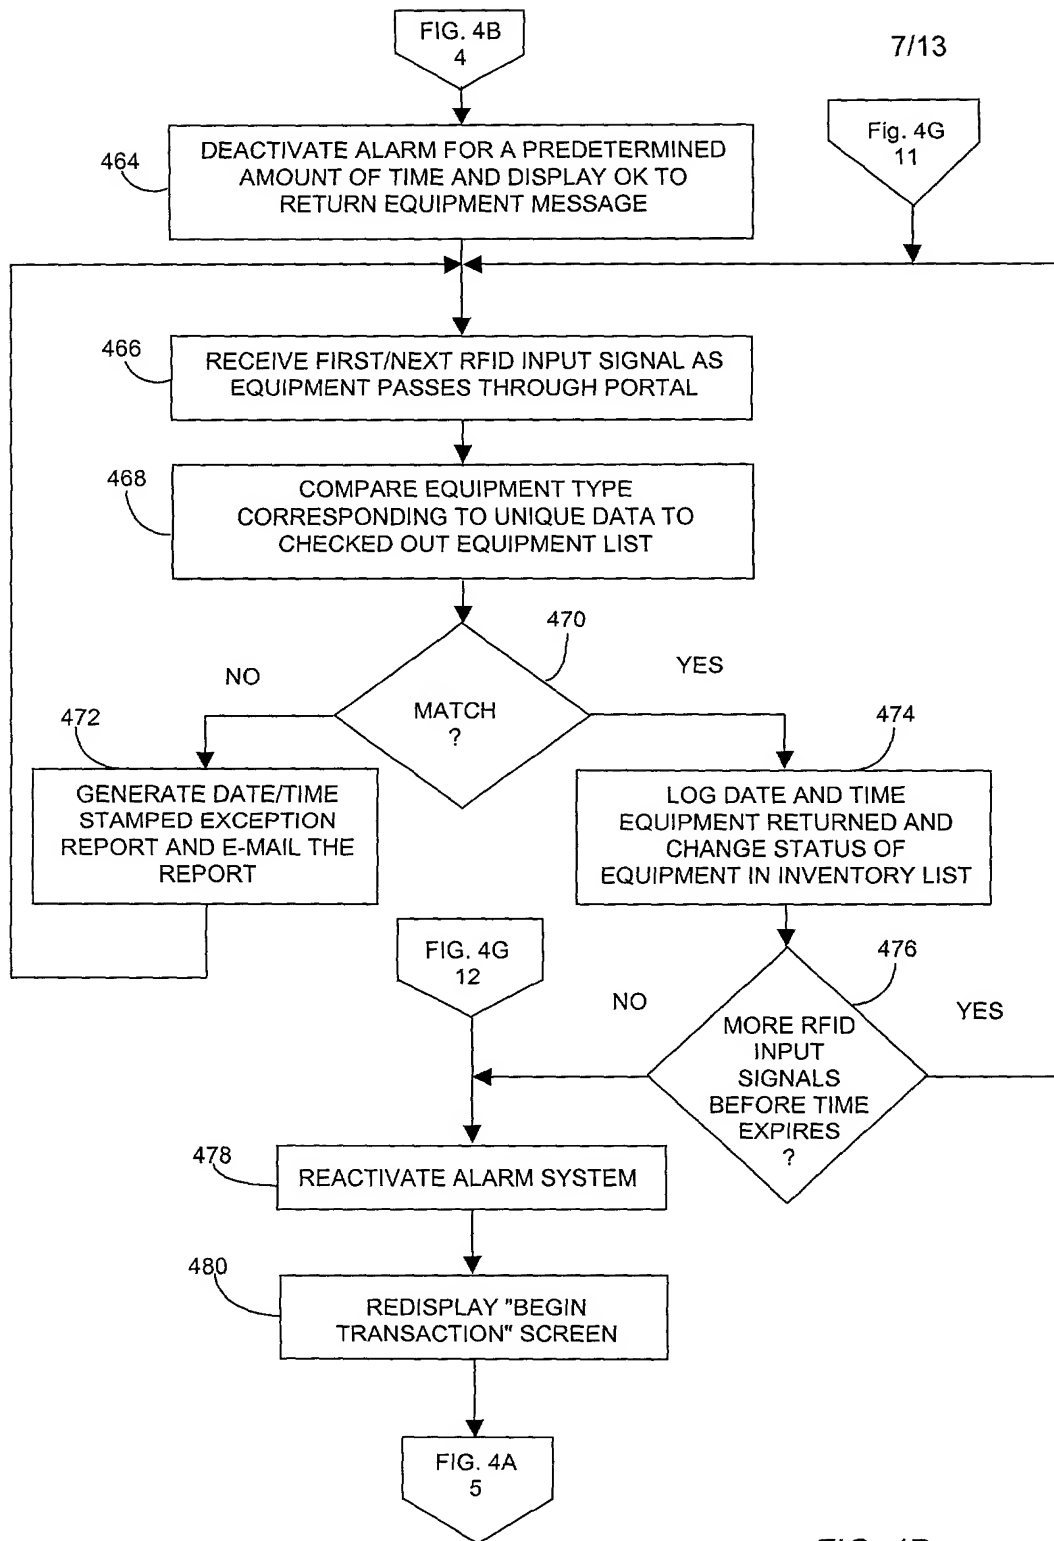 FIG. 4B
4
7/13
Fig. 4G
11
464
DEACTIVATE ALARM FOR A PREDETERMINED
AMOUNT OF TIME AND DISPLAY OK TO
RETURN EQUIPMENT MESSAGE
466
RECEIVE FIRST/NEXT RFID INPUT SIGNAL AS
EQUIPMENT PASSES THROUGH PORTAL
468
COMPARE EQUIPMENT TYPE
CORRESPONDING TO UNIQUE DATA TO
CHECKED OUT EQUIPMENT LIST
470
NO
YES
MATCH
?
472
474
GENERATE DATE/TIME
STAMPED EXCEPTION
REPORT AND E-MAIL THE
REPORT
LOG DATE AND TIME
EQUIPMENT RETURNED AND
CHANGE STATUS OF
EQUIPMENT IN INVENTORY LIST
FIG. 4G
12
476
NO
YES
MORE RFID
INPUT
SIGNALS
BEFORE TIME
EXPIRES
?
478
REACTIVATE ALARM SYSTEM
480
REDISPLAY "BEGIN
TRANSACTION" SCREEN
FIG. 4A
5